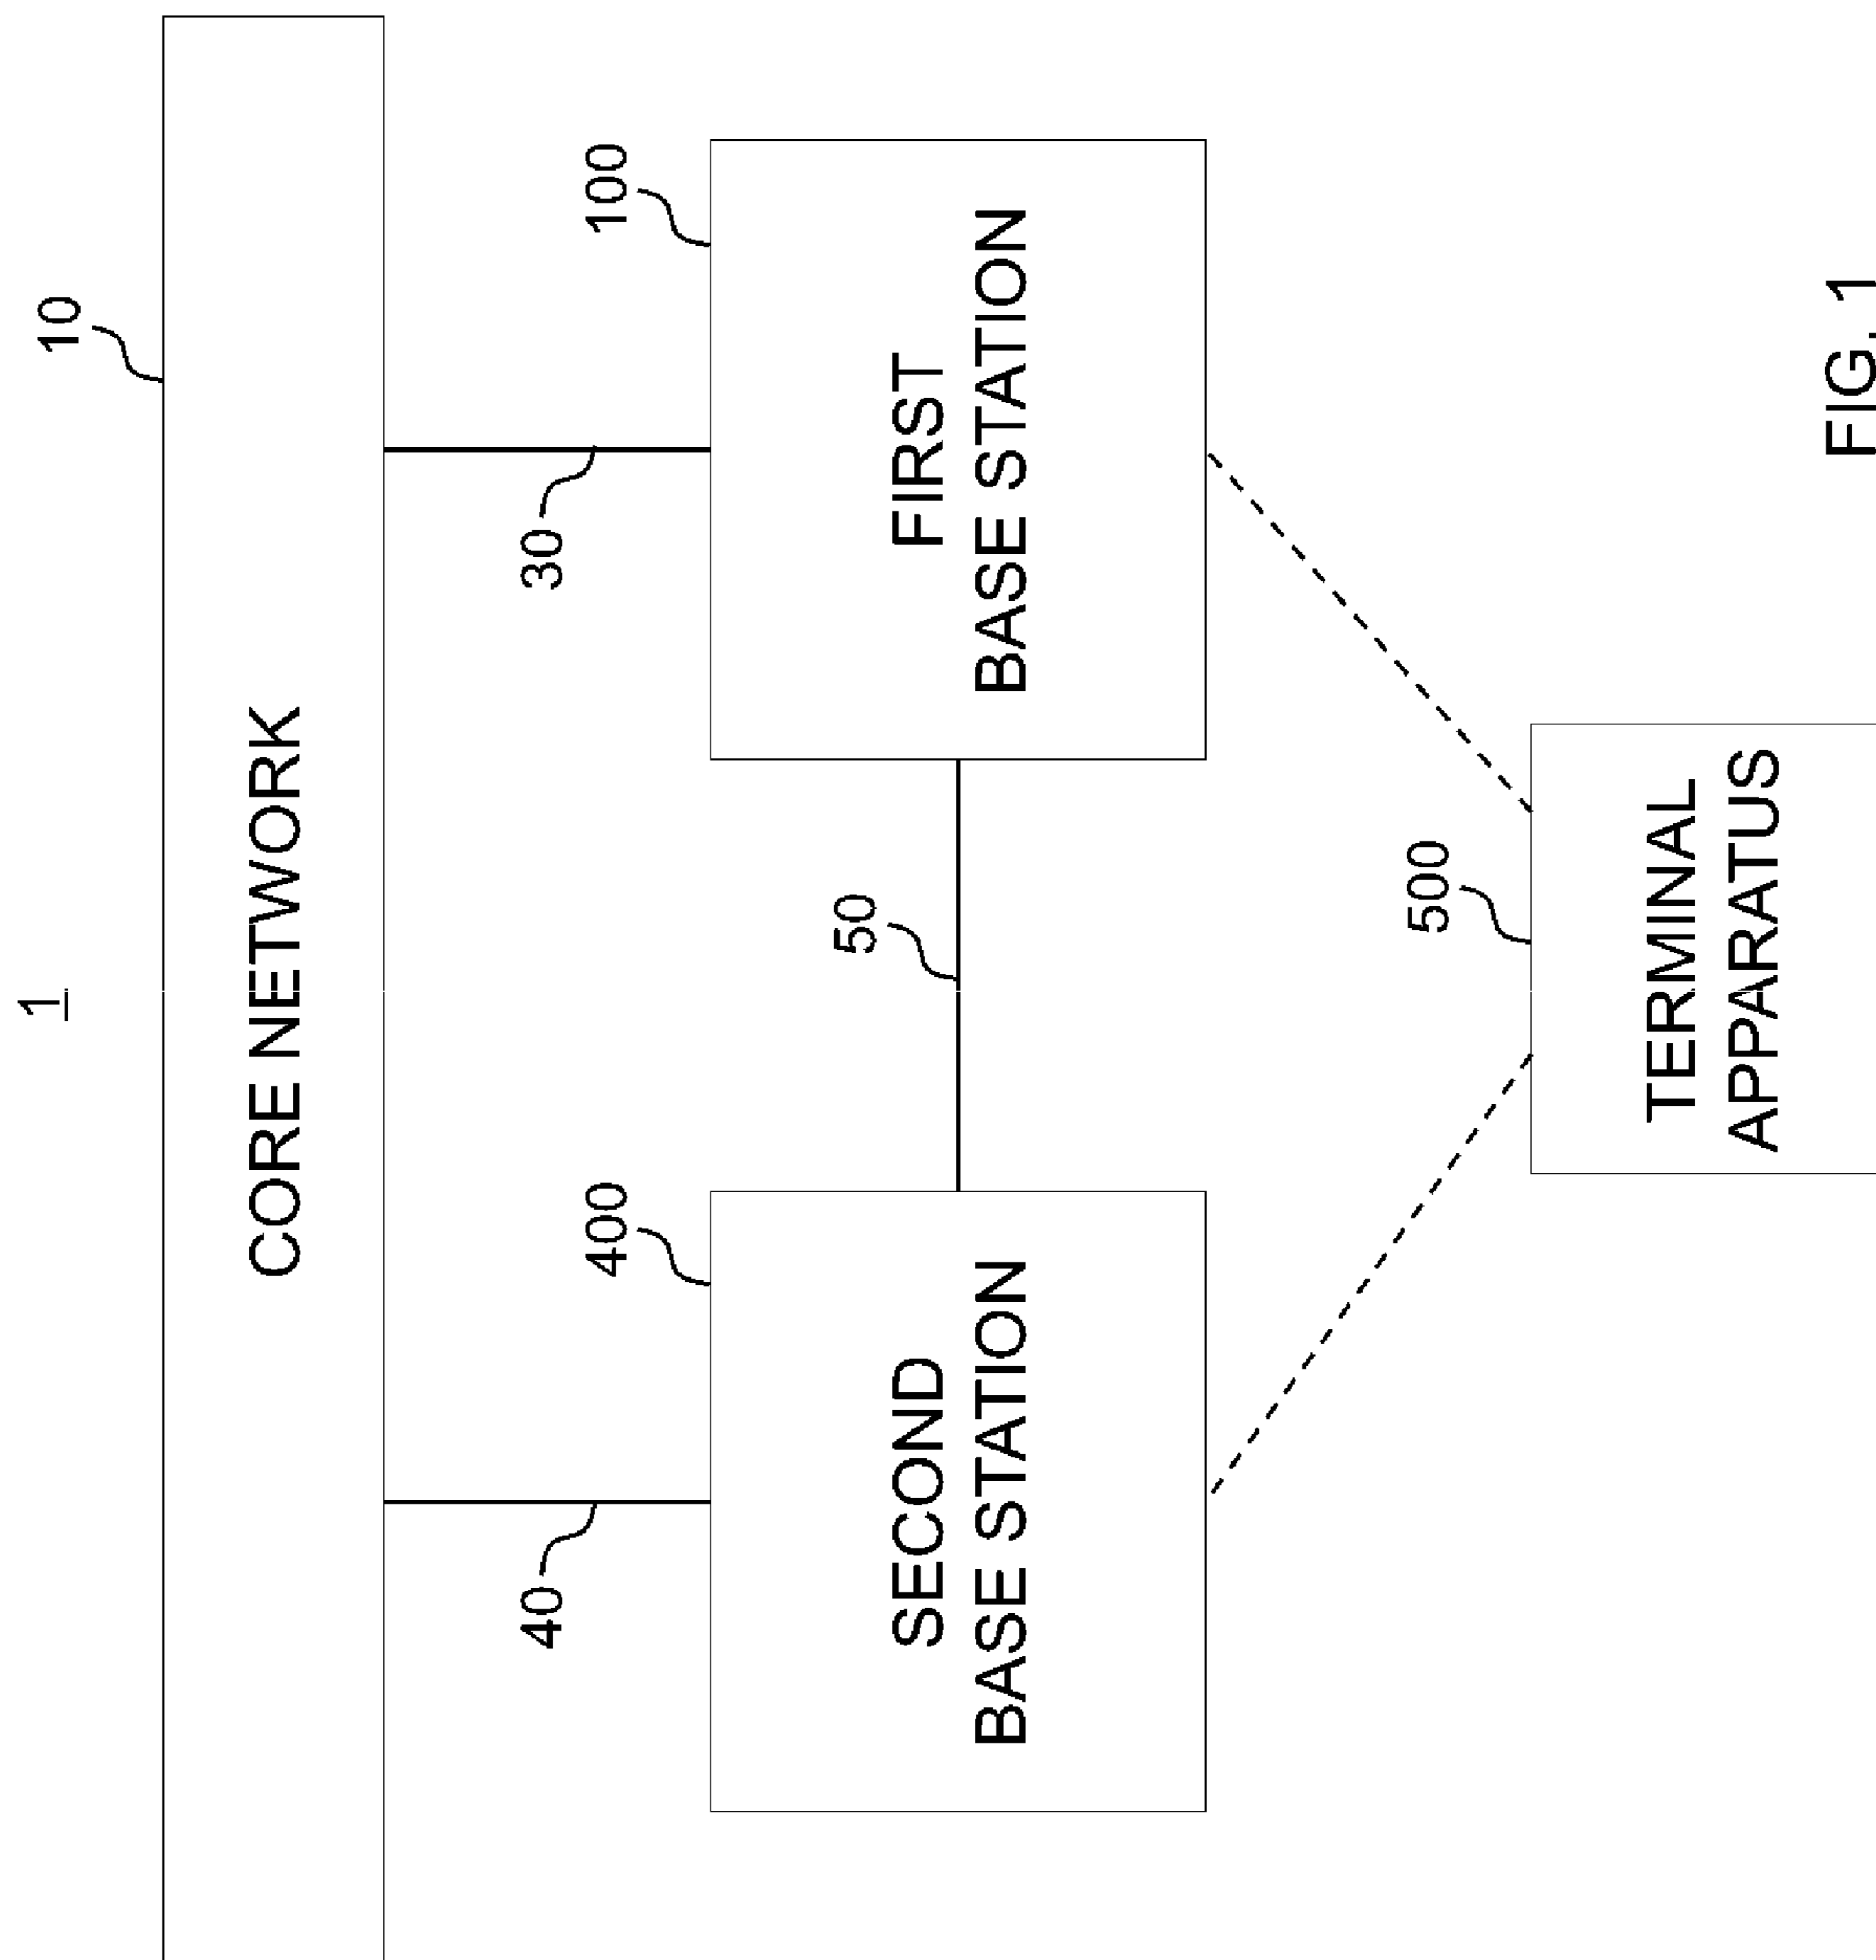 1
10
CORE NETWORK
40
30
400
100
SECOND
BASE STATION
FIRST
BASE STATION
50
500
TERMINAL
APPARATUS
FIG. 1